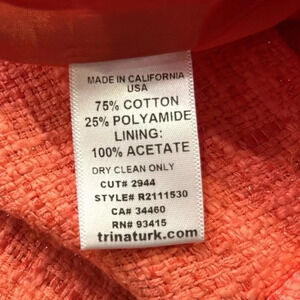 MADE IN CALIFORNIA
USA
75% COTTON
25% POLYAMIDE
LINING:
100% ACETATE
DRY CLEAN ONLY
CUT# 2944
STYLE# R2111530
CA# 34460
RN# 93415
trinaturk.com